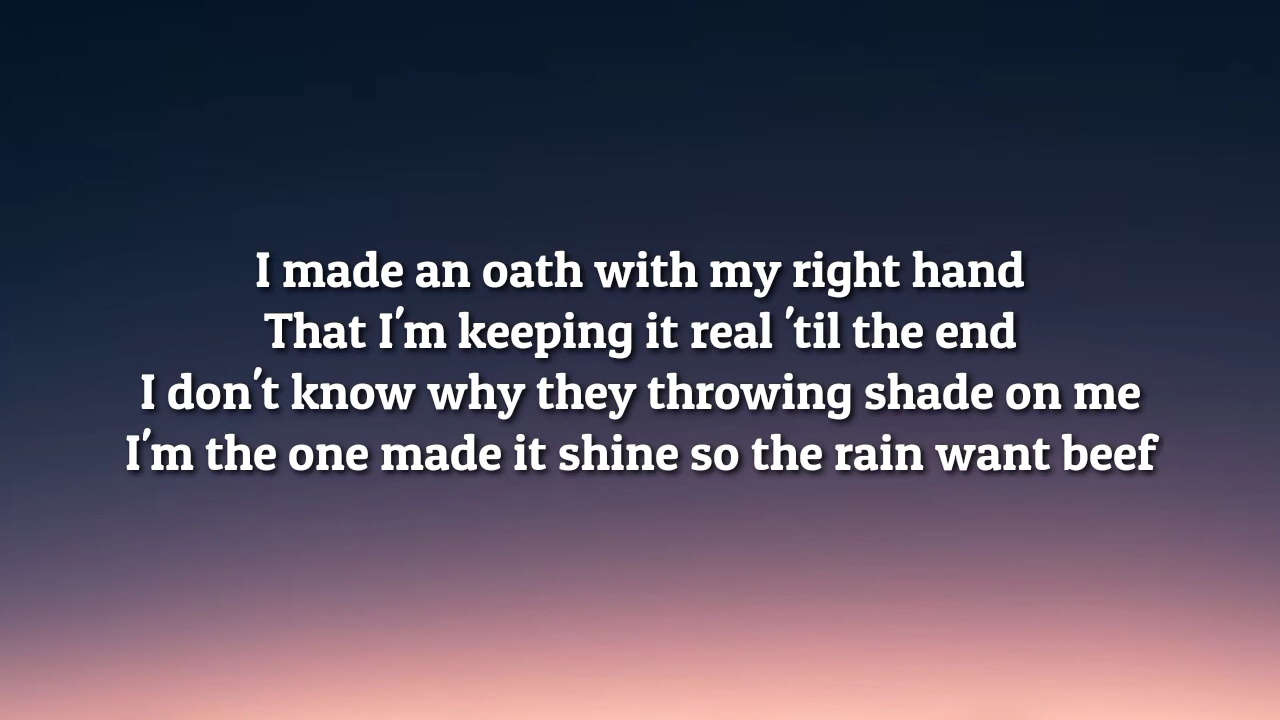 I made an oath with my right hand
That I'm keeping it real 'til the end
I don't know why they throwing shade on me
I'm the one made it shine so the rain want beef